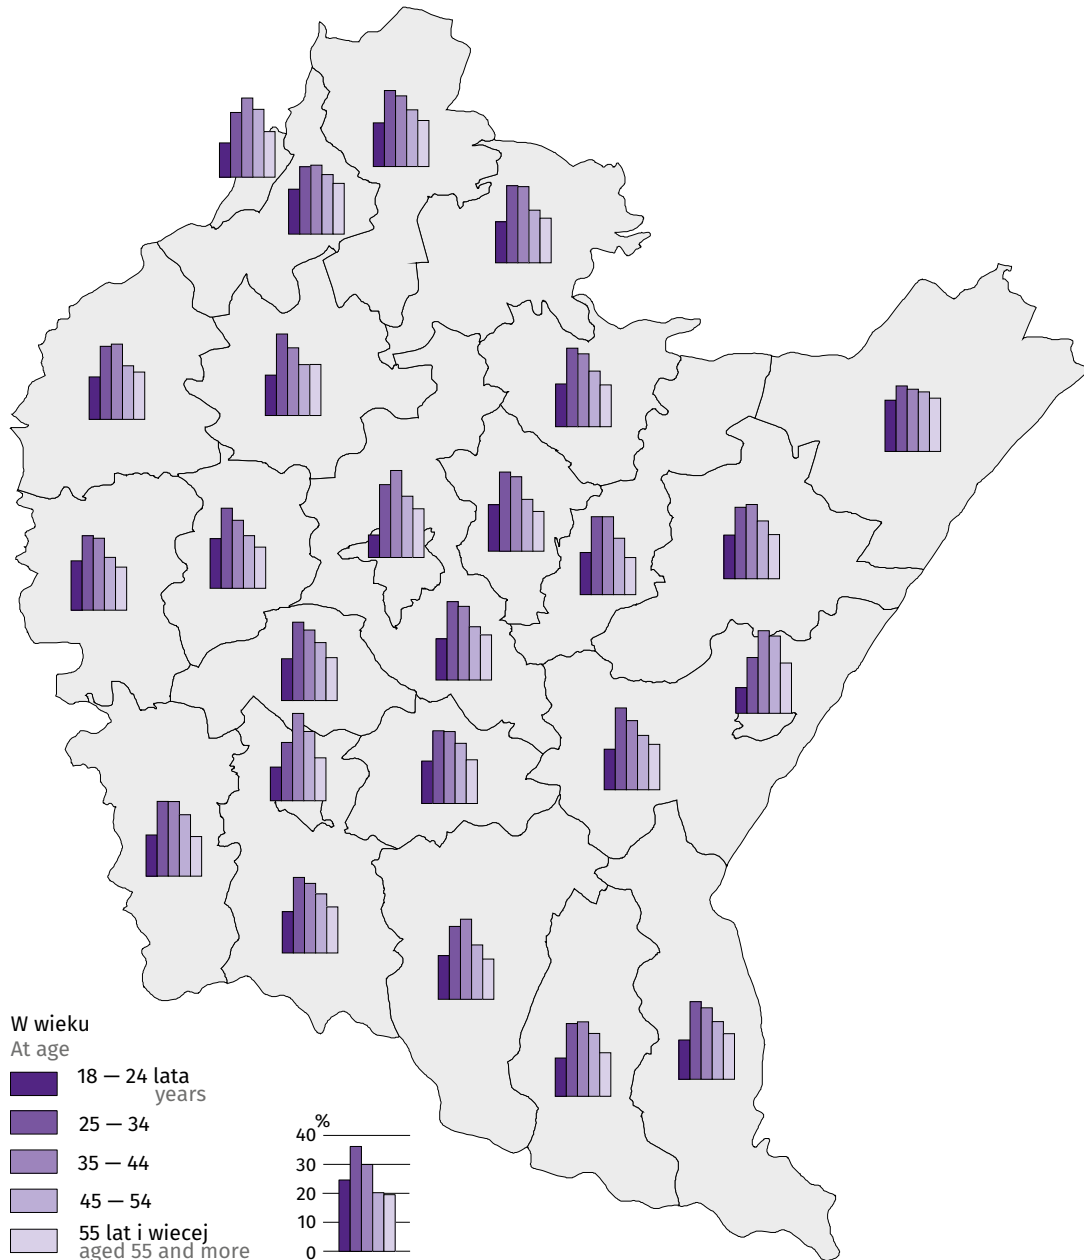 W wieku
At age
18 — 24 lata
years
25 — 34
35 — 44
45 — 54
55 lat i wiecej
aged 55 and more
%
40
30
20
10
0